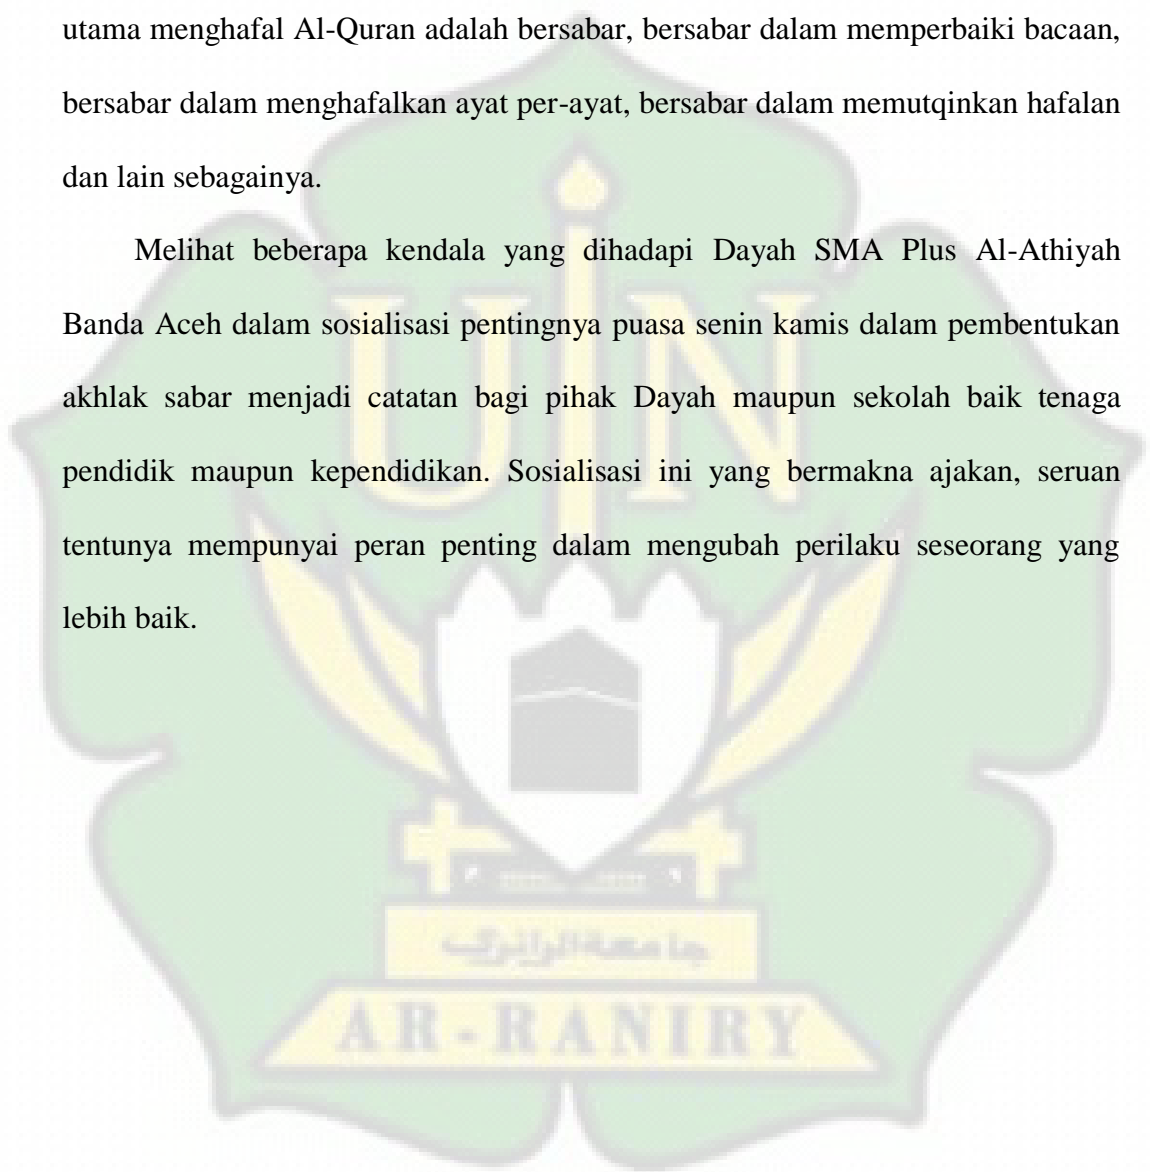 utama menghafal Al-Quran adalah bersabar, bersabar dalam memperbaiki bacaan,
bersabar dalam menghafalkan ayat per-ayat, bersabar dalam memutqinkan hafalan
dan lain sebagainya.
Melihat beberapa kendala yang dihadapi Dayah SMA Plus Al-Athiyah
Banda Aceh dalam sosialisasi pentingnya puasa senin kamis dalam pembentukan
akhlak sabar menjadi catatan bagi pihak Dayah maupun sekolah baik tenaga
pendidik maupun kependidikan. Sosialisasi ini yang bermakna ajakan, seruan
tentunya mempunyai peran penting dalam mengubah perilaku seseorang yang
lebih baik.
UIN
جامعة الرانري
AR-RANIRY